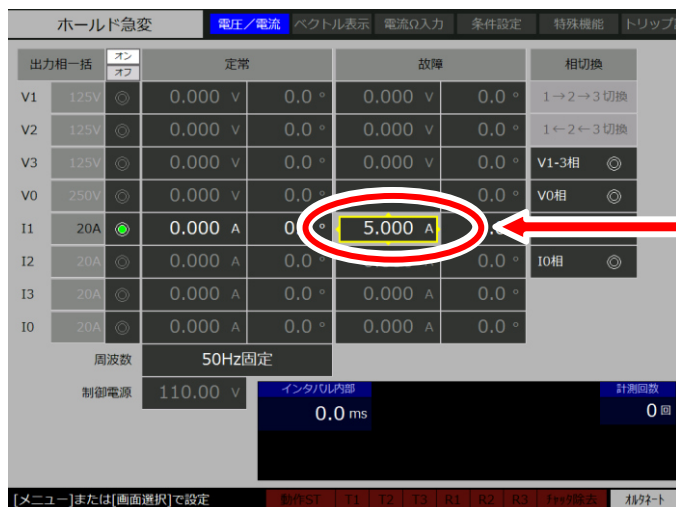 ホールド急変 電圧／電流 ベクトル表示 電流Ω入力 条件設定 特殊機能 トリップ
出力相一括 オン オフ 定常 故障 相切換
V1 125V ◎ 0.000 V 0.0 ° 0.000 V 0.0 ° 1→2→3切換
V2 125V ◎ 0.000 V 0.0 ° 0.000 V 0.0 ° 1←2←3切換
V3 125V ◎ 0.000 V 0.0 ° 0.000 V 0.0 ° V1-3相 ◎
V0 250V ◎ 0.000 V 0.0 ° 0.0 ° V0相 ◎
I1 20A ◎ 0.000 A 0 ° 5.000 A
I2 20A ◎ 0.000 A 0.0 ° 0.000 A 0.0 ° I0相 ◎
I3 20A ◎ 0.000 A 0.0 ° 0.000 A 0.0 °
I0 20A ◎ 0.000 A 0.0 ° 0.000 A 0.0 °
周波数 50Hz固定
制御電源 110.00 V インタバル内部 計測回数
0.0 ms 0 回
[メニュー]または[画面選択]で設定 動作ST T1 T2 T3 R1 R2 R3 ﾁｬｯﾀ除去 ｵﾙﾀﾈｰﾄ